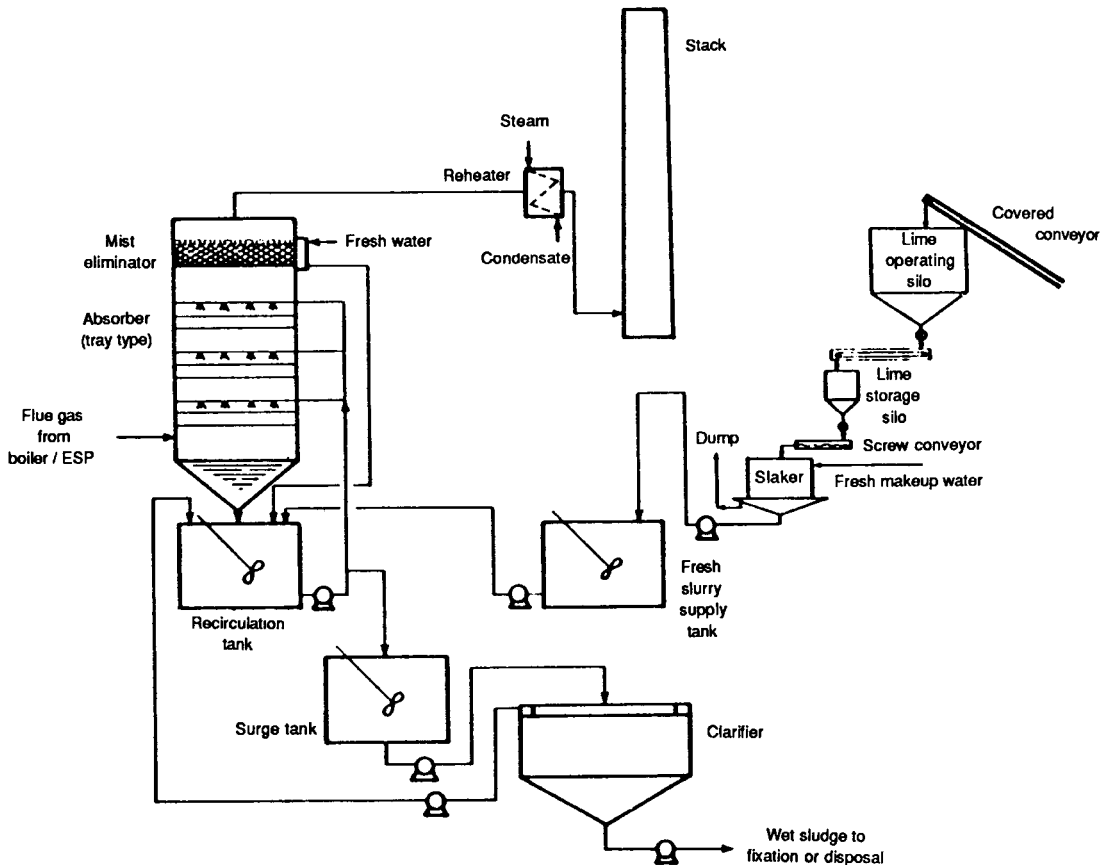 Stack
Steam
Reheater
Condensate
Mist
eliminator
Fresh water
Absorber
(tray type)
Flue gas
from
boiler / ESP
Covered
conveyor
Lime
operating
silo
Lime
storage
silo
Screw conveyor
Dump
Slaker
Fresh makeup water
Fresh
slurry
supply
tank
Recirculation
tank
Surge tank
Clarifier
Wet sludge to
fixation or disposal